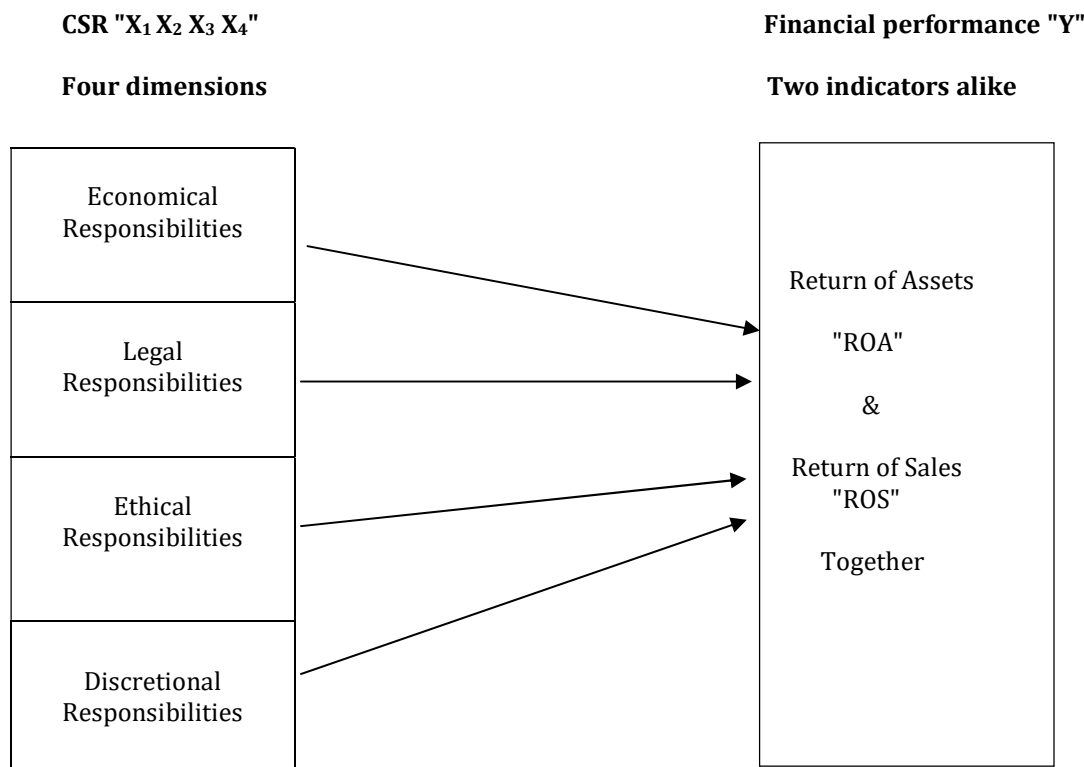 CSR "X₁ X₂ X₃ X₄"
Four dimensions
Economical
Responsibilities
Legal
Responsibilities
Ethical
Responsibilities
Discretional
Responsibilities
Financial performance "Y"
Two indicators alike
Return of Assets
"ROA"
&
Return of Sales
"ROS"
Together